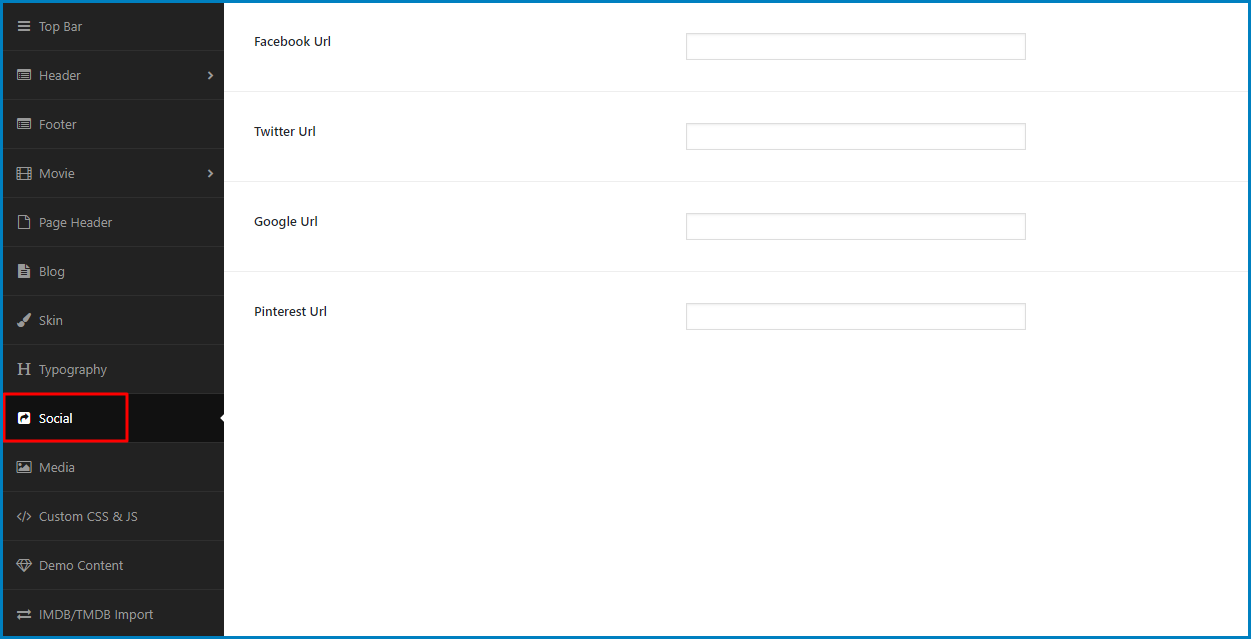 Top Bar
Header
Footer
Movie
Page Header
Blog
Skin
Typography
Social
Media
Custom CSS & JS
Demo Content
IMDB/TMDB Import
Facebook Url
Twitter Url
Google Url
Pinterest Url